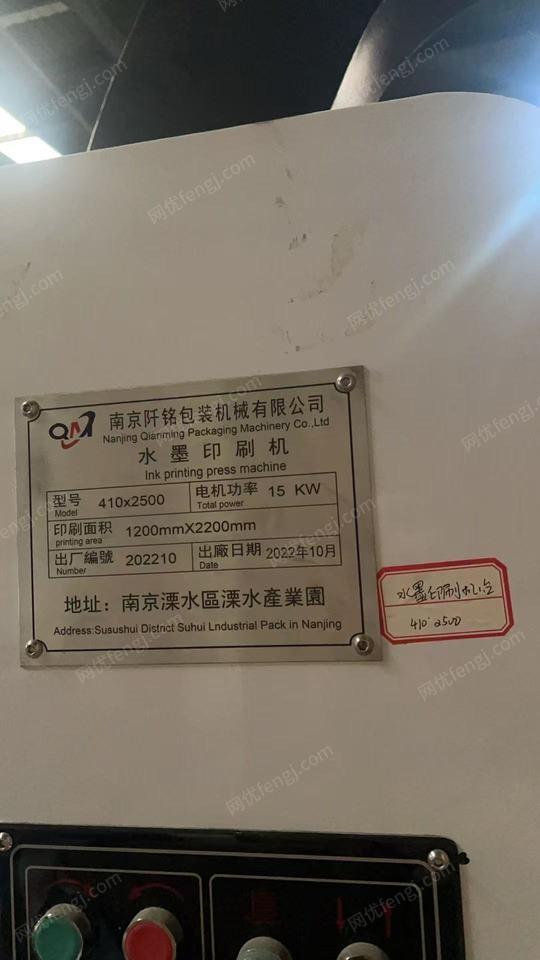 网优fengj.com
QM
南京阡铭包装机械有限公司
Nanjing Qianming Packaging Machinery Co.,Ltd
水墨印刷机
Ink printing press machine
型号 410x2500 电机功率 15 KW
Model Total power
印刷面积 1200mmX2200mm
printing area
出厂编號 202210 出廠日期 2022年10月
Number Date
地址：南京溧水區溧水產業園
Address:Susushui District Suhui Lndustrial Pack in Nanjing
水墨印刷机1台
410·2500